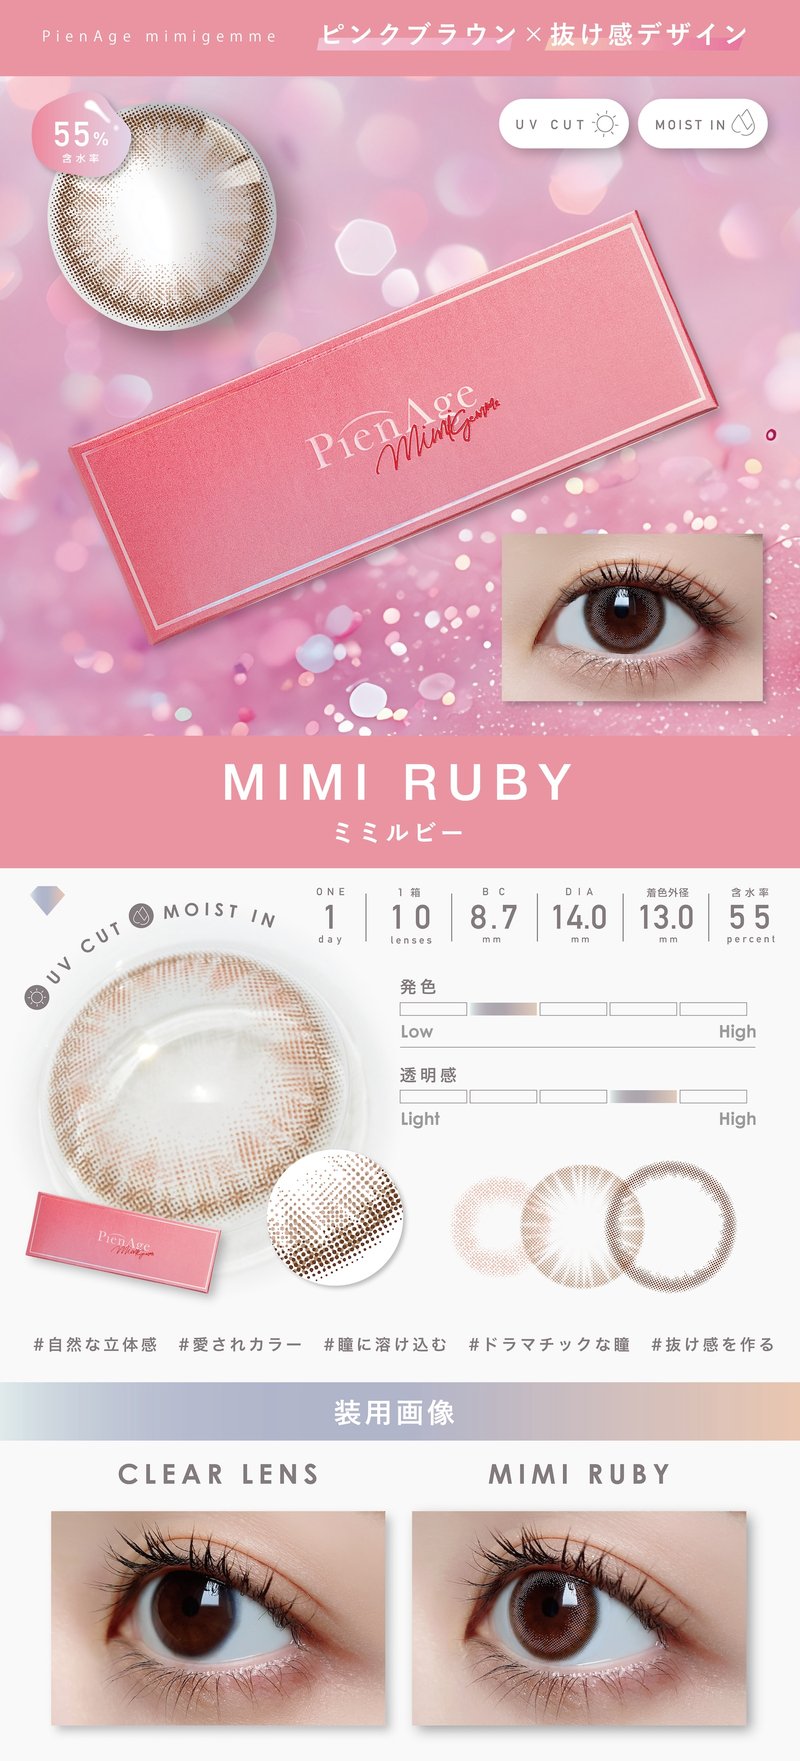 PienAge mimigemme
ピンクブラウン×抜け感デザイン
55%
含水率
UV CUT
MOIST IN
PienAge
MimiGemme
MIMI RUBY
ミミルビー
UV CUT MOIST IN
ONE 1 day
1箱 10 lenses
BC 8.7 mm
DIA 14.0 mm
着色外径 13.0 mm
含水率 55 percent
発色
Low High
透明感
Light High
PienAge
MimiGemme
#自然な立体感 #愛されカラー #瞳に溶け込む #ドラマチックな瞳 #抜け感を作る
装用画像
CLEAR LENS MIMI RUBY